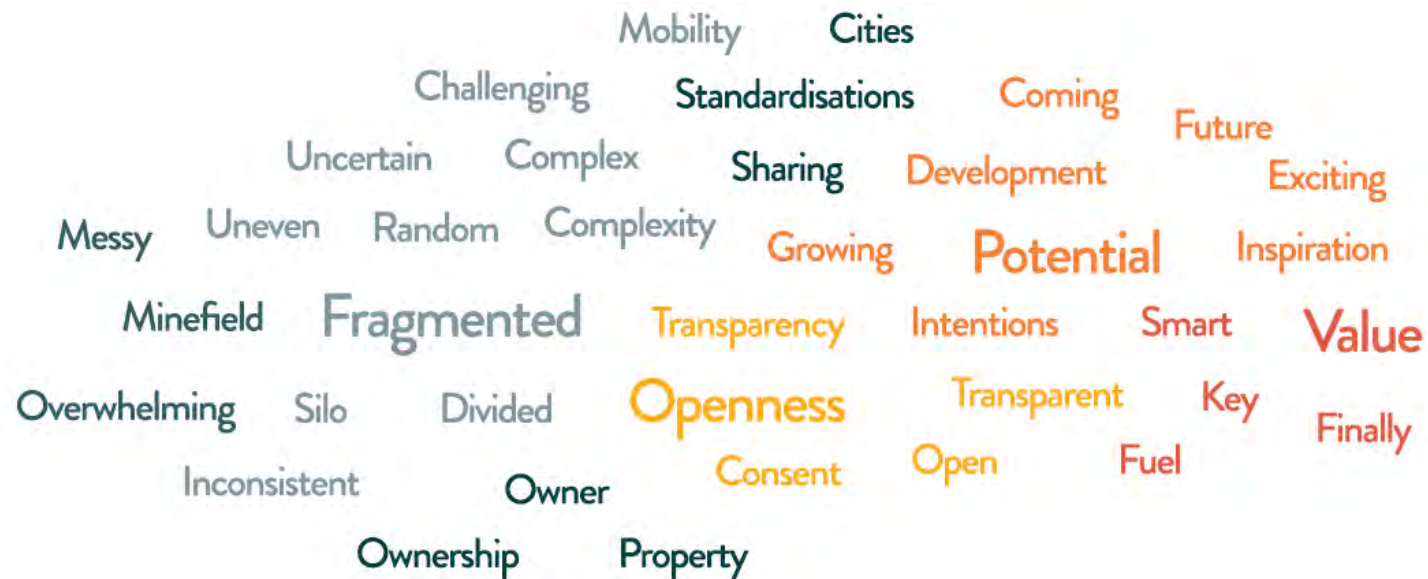 Mobility Cities
Challenging Standardisations Coming
Future
Uncertain Complex Sharing Development Exciting
Messy Uneven Random Complexity Growing Potential Inspiration
Minefield Fragmented Transparency Intentions Smart Value
Overwhelming Silo Divided Openness Transparent Key Finally
Inconsistent Owner Consent Open Fuel
Ownership Property